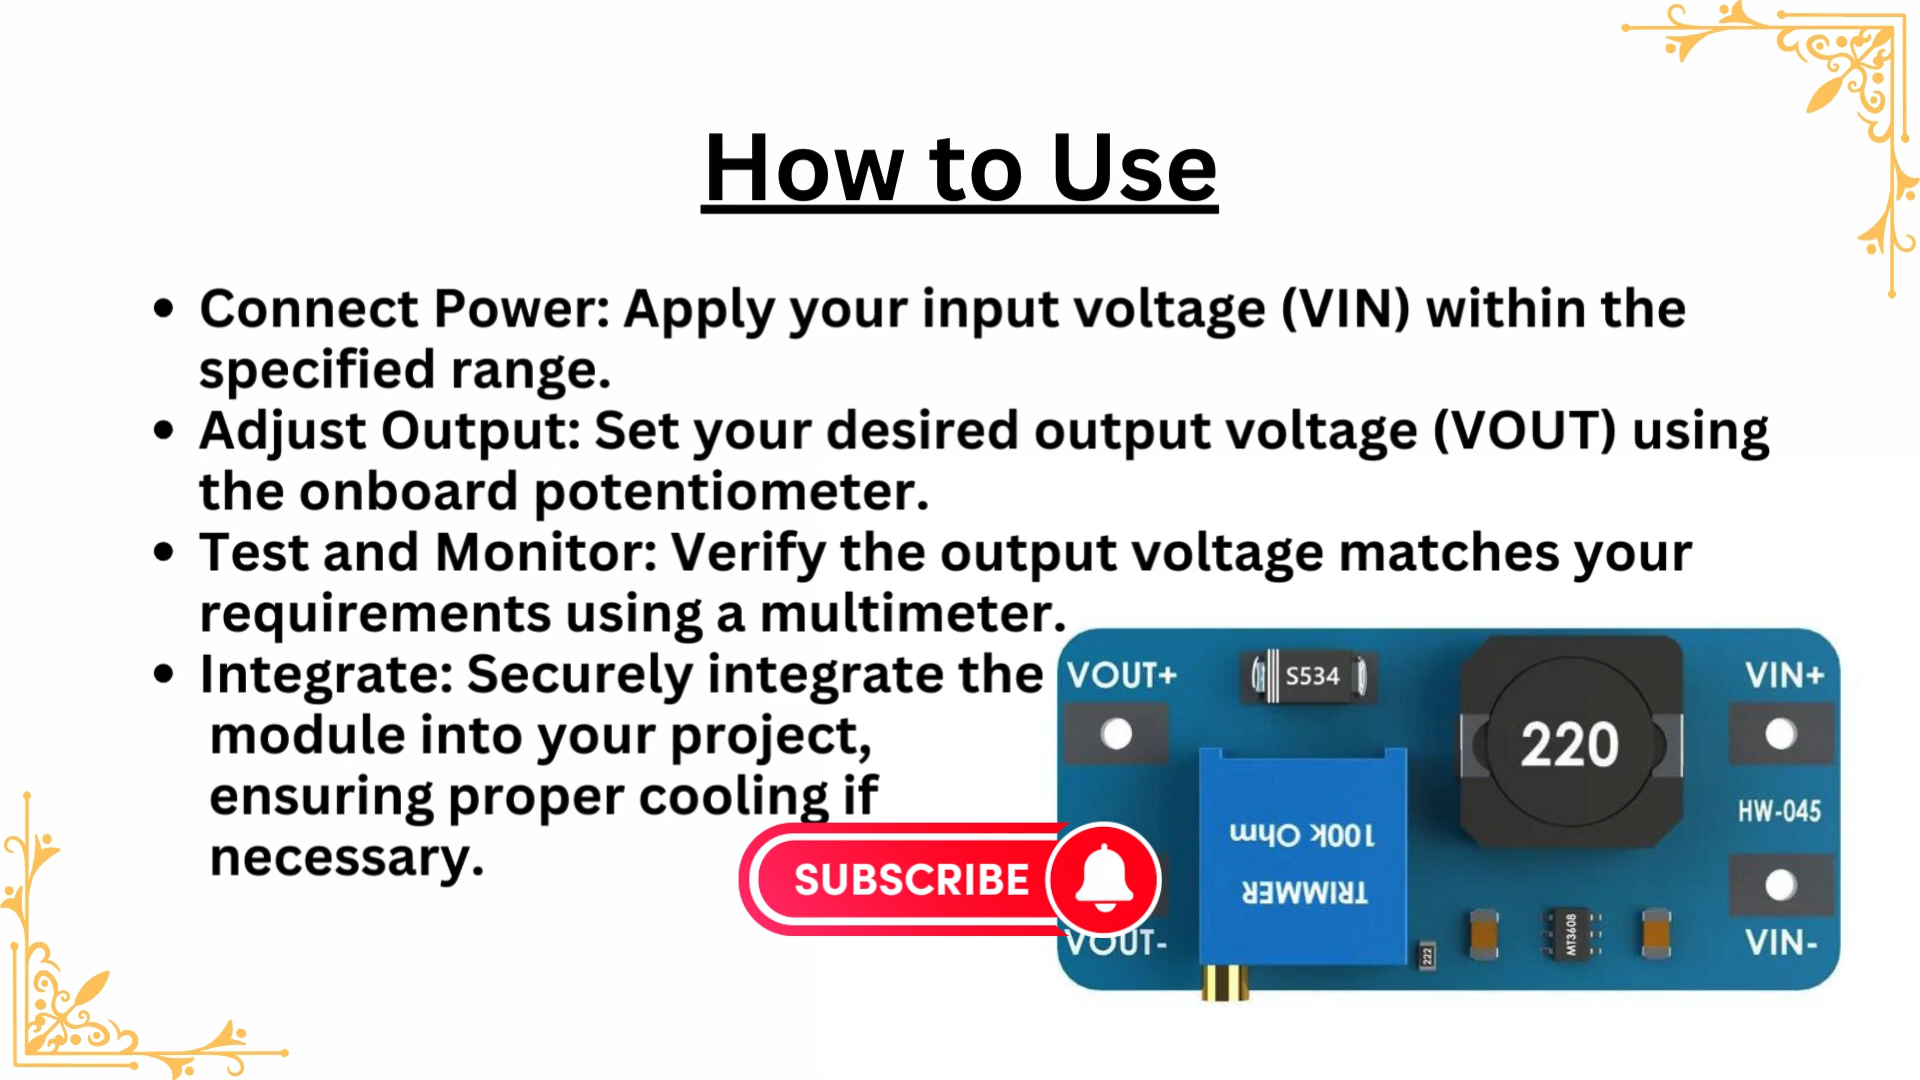 How to Use
• Connect Power: Apply your input voltage (VIN) within the
specified range.
• Adjust Output: Set your desired output voltage (VOUT) using
the onboard potentiometer.
• Test and Monitor: Verify the output voltage matches your
requirements using a multimeter.
• Integrate: Securely integrate the
module into your project,
ensuring proper cooling if
necessary.
VOUT+
S534
VIN+
220
HW-045
100k Ohm
TRIMMER
SUBSCRIBE
VOUT-
222
MT3608
VIN-